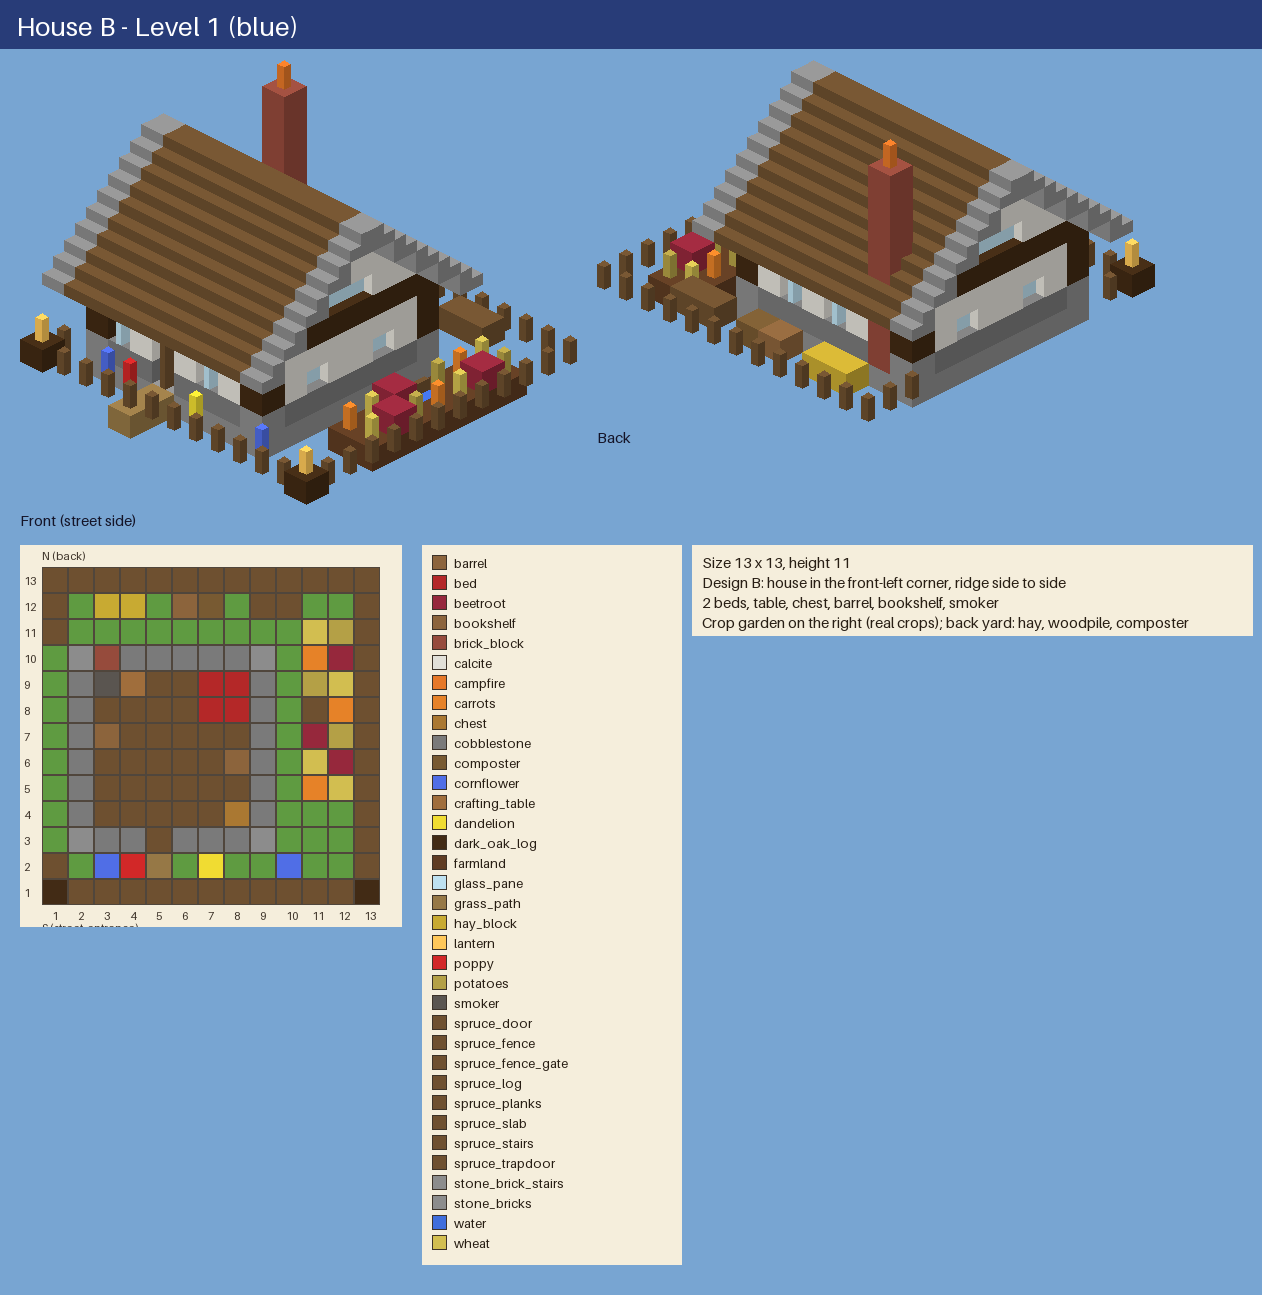 House B - Level 1 (blue)
Back
Front (street side)
N (back)
13
12
11
10
9
8
7
6
5
4
3
2
1
1 2 3 4 5 6 7 8 9 10 11 12 13
S (street, entrance)
barrel
bed
beetroot
bookshelf
brick_block
calcite
campfire
carrots
chest
cobblestone
composter
cornflower
crafting_table
dandelion
dark_oak_log
farmland
glass_pane
grass_path
hay_block
lantern
poppy
potatoes
smoker
spruce_door
spruce_fence
spruce_fence_gate
spruce_log
spruce_planks
spruce_slab
spruce_stairs
spruce_trapdoor
stone_brick_stairs
stone_bricks
water
wheat
Size 13 x 13, height 11
Design B: house in the front-left corner, ridge side to side
2 beds, table, chest, barrel, bookshelf, smoker
Crop garden on the right (real crops); back yard: hay, woodpile, composter